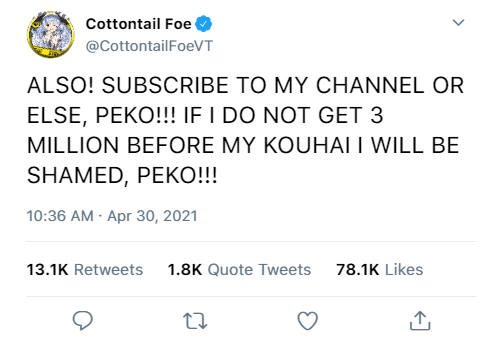 Cottontail Foe
@CottontailFoeVT
ALSO! SUBSCRIBE TO MY CHANNEL OR
ELSE, PEKO!!! IF I DO NOT GET 3
MILLION BEFORE MY KOUHAI I WILL BE
SHAMED, PEKO!!!
10:36 AM · Apr 30, 2021
13.1K Retweets 1.8K Quote Tweets 78.1K Likes